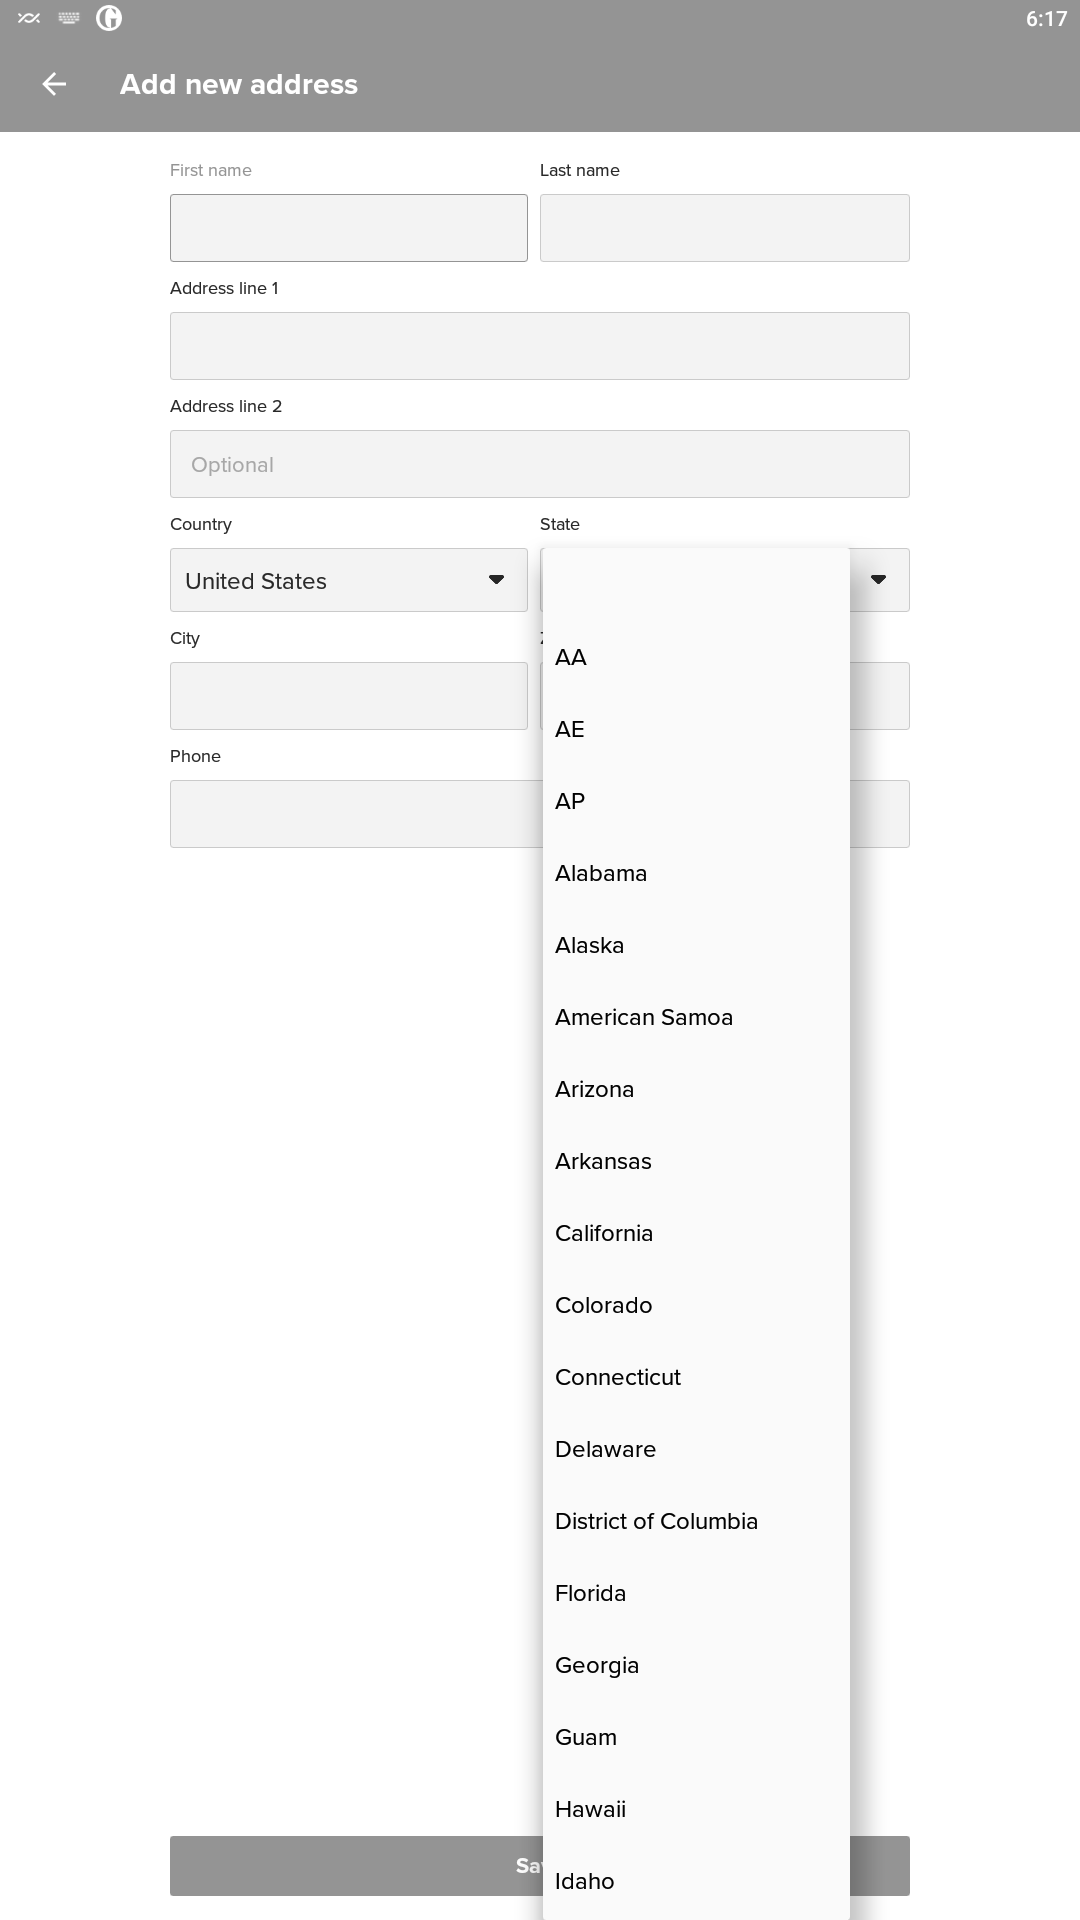 6:17
Add new address
First name
Last name
Address line 1
Address line 2
Optional
Country
State
United States
City
Phone
AA
AE
AP
Alabama
Alaska
American Samoa
Arizona
Arkansas
California
Colorado
Connecticut
Delaware
District of Columbia
Florida
Georgia
Guam
Hawaii
Idaho